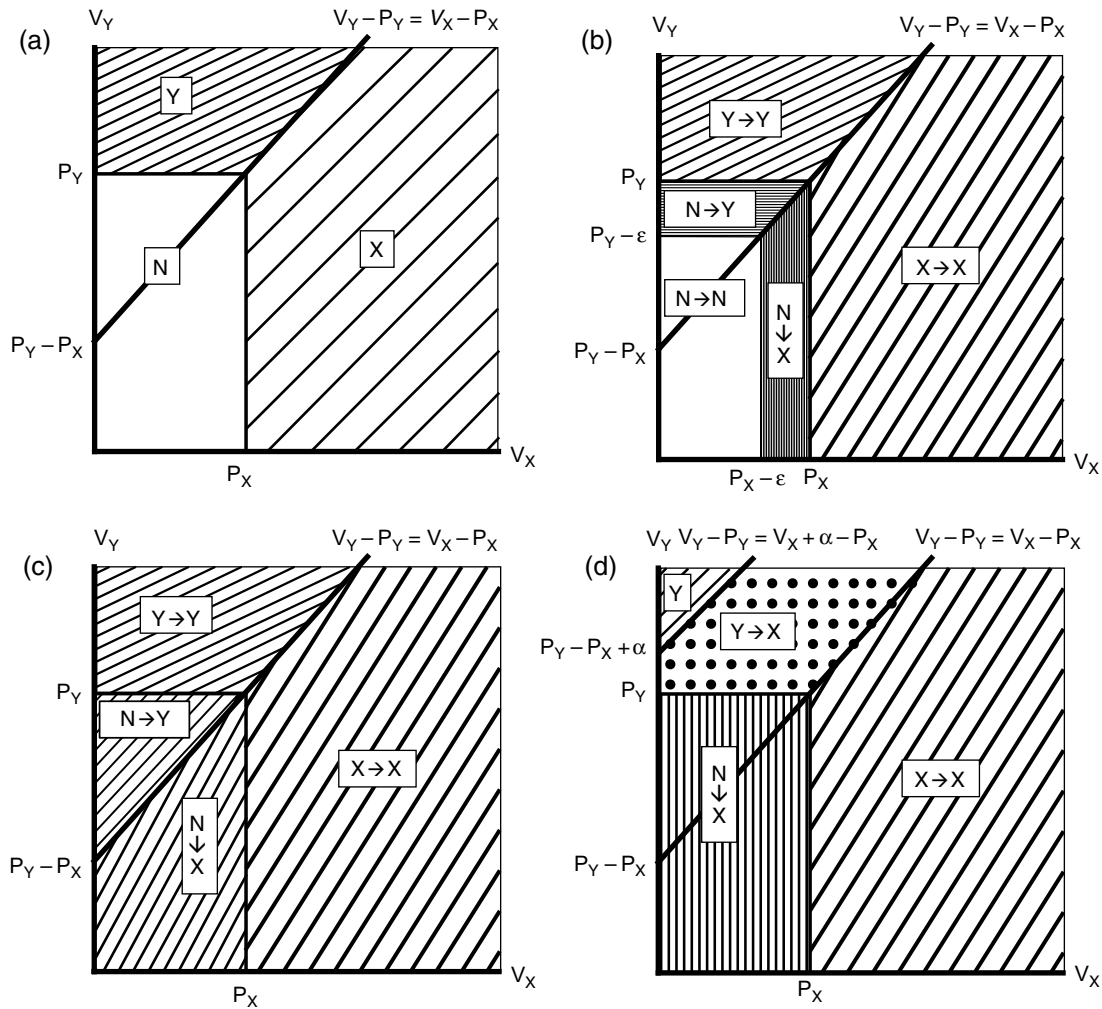 (a)
V_Y
V_Y – P_Y = V_X – P_X
Y
P_Y
N
X
P_Y – P_X
P_X
V_X
(b)
V_Y
V_Y – P_Y = V_X – P_X
Y→Y
P_Y
N→Y
P_Y – ε
N→N
X→X
N
↓
X
P_Y – P_X
P_X – ε
P_X
V_X
(c)
V_Y
V_Y – P_Y = V_X – P_X
Y→Y
P_Y
N→Y
X→X
N
↓
X
P_Y – P_X
P_X
V_X
(d)
V_Y
V_Y – P_Y = V_X + α – P_X
V_Y – P_Y = V_X – P_X
Y
Y→X
P_Y – P_X + α
P_Y
N
↓
X
X→X
P_Y – P_X
P_X
V_X